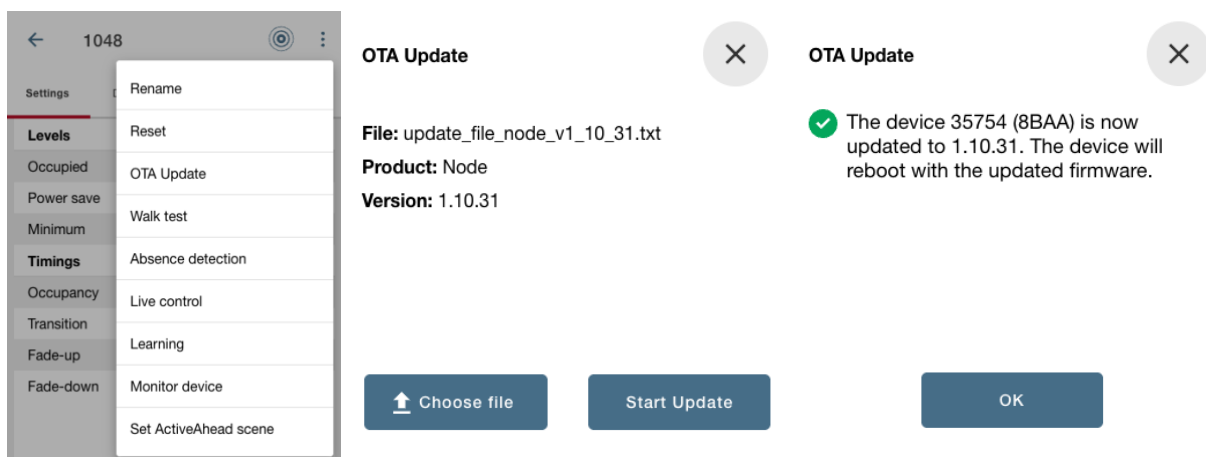 1048
Settings
Levels
Occupied
Power save
Minimum
Timings
Occupancy
Transition
Fade-up
Fade-down
Rename
Reset
OTA Update
Walk test
Absence detection
Live control
Learning
Monitor device
Set ActiveAhead scene
OTA Update
File: update_file_node_v1_10_31.txt
Product: Node
Version: 1.10.31
Choose file
Start Update
OTA Update
The device 35754 (8BAA) is now
updated to 1.10.31. The device will
reboot with the updated firmware.
OK